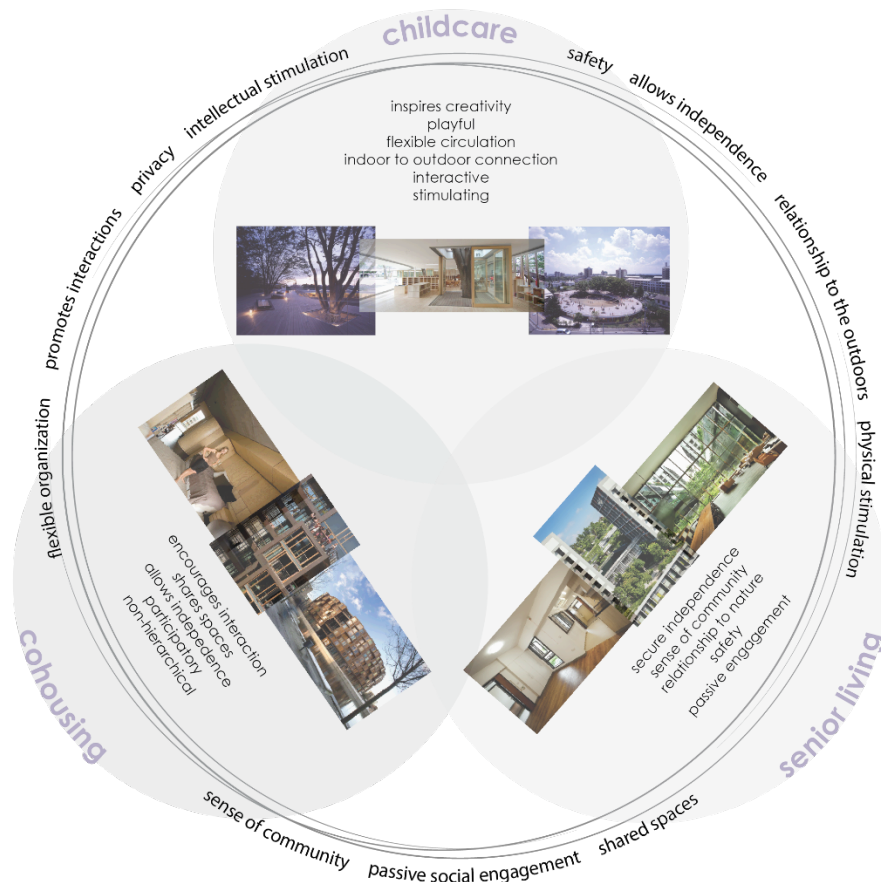 childcare
intellectual stimulation
safety
allows independence
privacy
promotes interactions
relationship to the outdoors
inspires creativity
playful
flexible circulation
indoor to outdoor connection
interactive
stimulating
flexible organization
physical stimulation
encourages interaction
shares spaces
allows indepedence
participatory
non-hierarchical
secure independence
sense of community
relationship to nature
safety
passive engagement
cohousing
senior living
sense of community
passive social engagement
shared spaces